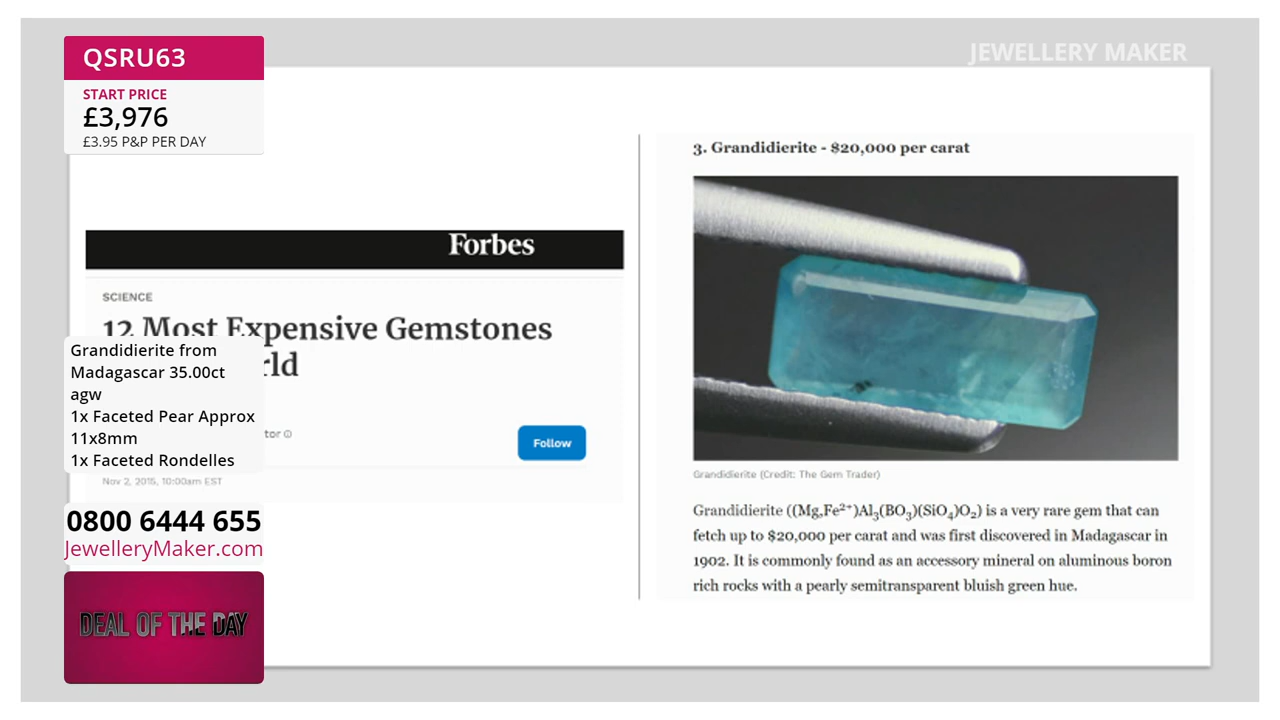 QSRU63
START PRICE
£3,976
£3.95 P&P PER DAY
JEWELLERY MAKER
Forbes
SCIENCE
12 Most Expensive Gemstones
Follow
Nov 2, 2015, 10:00am EST
Grandidierite from
Madagascar 35.00ct
agw
1x Faceted Pear Approx
11x8mm
1x Faceted Rondelles
0800 6444 655
JewelleryMaker.com
DEAL OF THE DAY
3. Grandidierite - $20,000 per carat
Grandidierite (Credit: The Gem Trader)
Grandidierite ((Mg,Fe²⁺)Al₃(BO₃)(SiO₄)O₂) is a very rare gem that can
fetch up to $20,000 per carat and was first discovered in Madagascar in
1902. It is commonly found as an accessory mineral on aluminous boron
rich rocks with a pearly semitransparent bluish green hue.